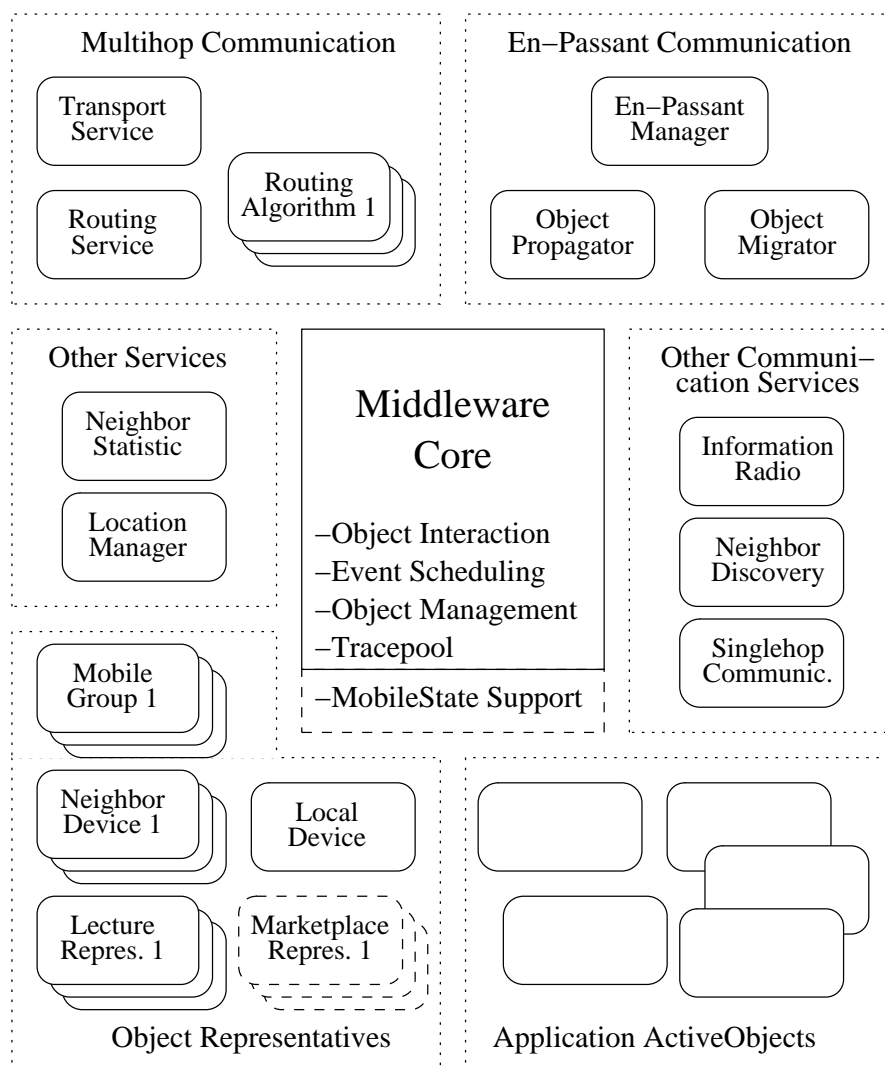 Multihop Communication
Transport
Service
Routing
Algorithm 1
Routing
Service
En–Passant Communication
En–Passant
Manager
Object
Propagator
Object
Migrator
Other Services
Neighbor
Statistic
Location
Manager
Middleware
Core
–Object Interaction
–Event Scheduling
–Object Management
–Tracepool
–MobileState Support
Other Communi–
cation Services
Information
Radio
Neighbor
Discovery
Singlehop
Communic.
Mobile
Group 1
Neighbor
Device 1
Local
Device
Lecture
Repres. 1
Marketplace
Repres. 1
Object Representatives
Application ActiveObjects